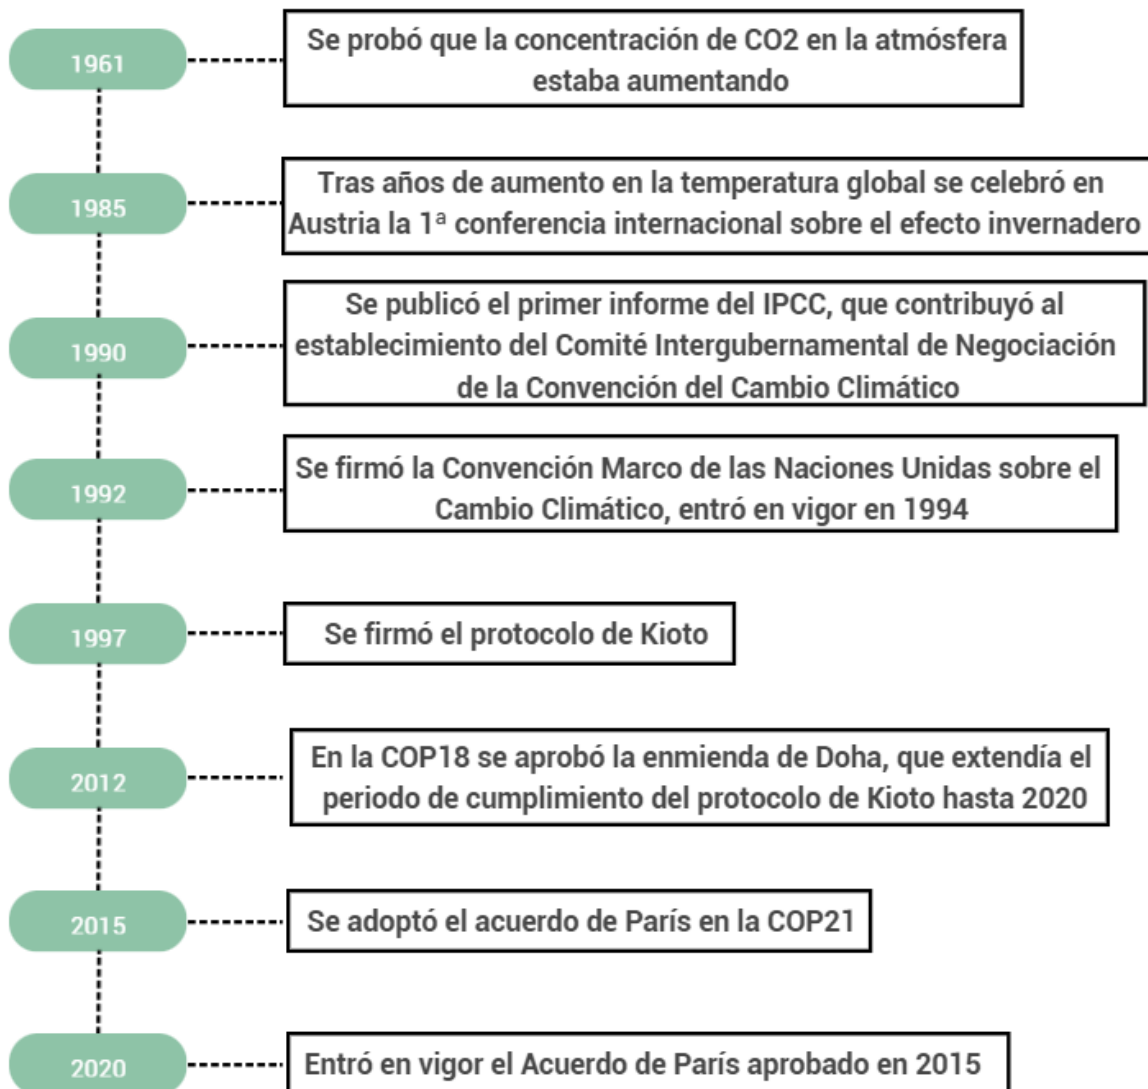 1961
Se probó que la concentración de CO2 en la atmósfera
estaba aumentando
1985
Tras años de aumento en la temperatura global se celebró en
Austria la 1ª conferencia internacional sobre el efecto invernadero
1990
Se publicó el primer informe del IPCC, que contribuyó al
establecimiento del Comité Intergubernamental de Negociación
de la Convención del Cambio Climático
1992
Se firmó la Convención Marco de las Naciones Unidas sobre el
Cambio Climático, entró en vigor en 1994
1997
Se firmó el protocolo de Kioto
2012
En la COP18 se aprobó la enmienda de Doha, que extendía el
periodo de cumplimiento del protocolo de Kioto hasta 2020
2015
Se adoptó el acuerdo de París en la COP21
2020
Entró en vigor el Acuerdo de París aprobado en 2015